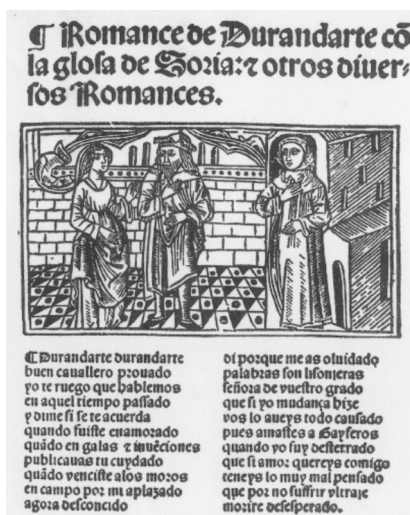 ¶ Romance de Durandarte cõ
la glosa de Soria: ⁊ otros diuer-
sos Romances.
¶ Durandarte durandarte
buen cauallero prouado
yo te ruego que hablemos
en aquel tiempo passado
y dime si se te acuerda
quando fuiste enamorado
quãdo en galas ⁊ inuẽciones
publicauas tu cuydado
quãdo venciste alos moros
en campo por mi aplazado
agora desconcido
di porque me as oluidado
palabras son lisonjeras
señora de vuestro grado
que si yo mudança hize
vos lo aueys todo causado
pues amastes a Gayferos
quando yo fuy desterrado
que si amor quereys comigo
teneys lo muy mal pensado
que por no suffrir vltraje
morire desesperado.